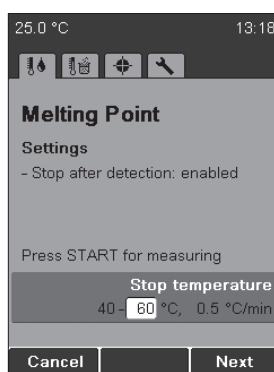 25.0 °C 13:18
Melting Point
Settings
- Stop after detection: enabled
Press START for measuring
Stop temperature
40 - 60 °C, 0.5 °C/min
Cancel Next